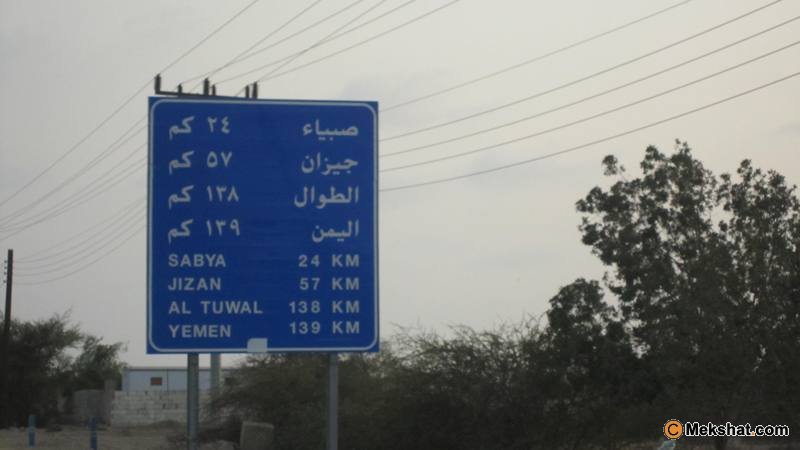 صبياء ٢٤ كم
جيزان ٥٧ كم
الطوال ١٣٨ كم
اليمن ١٣٩ كم
SABYA 24 KM
JIZAN 57 KM
AL TUWAL 138 KM
YEMEN 139 KM
© Mekshat.com